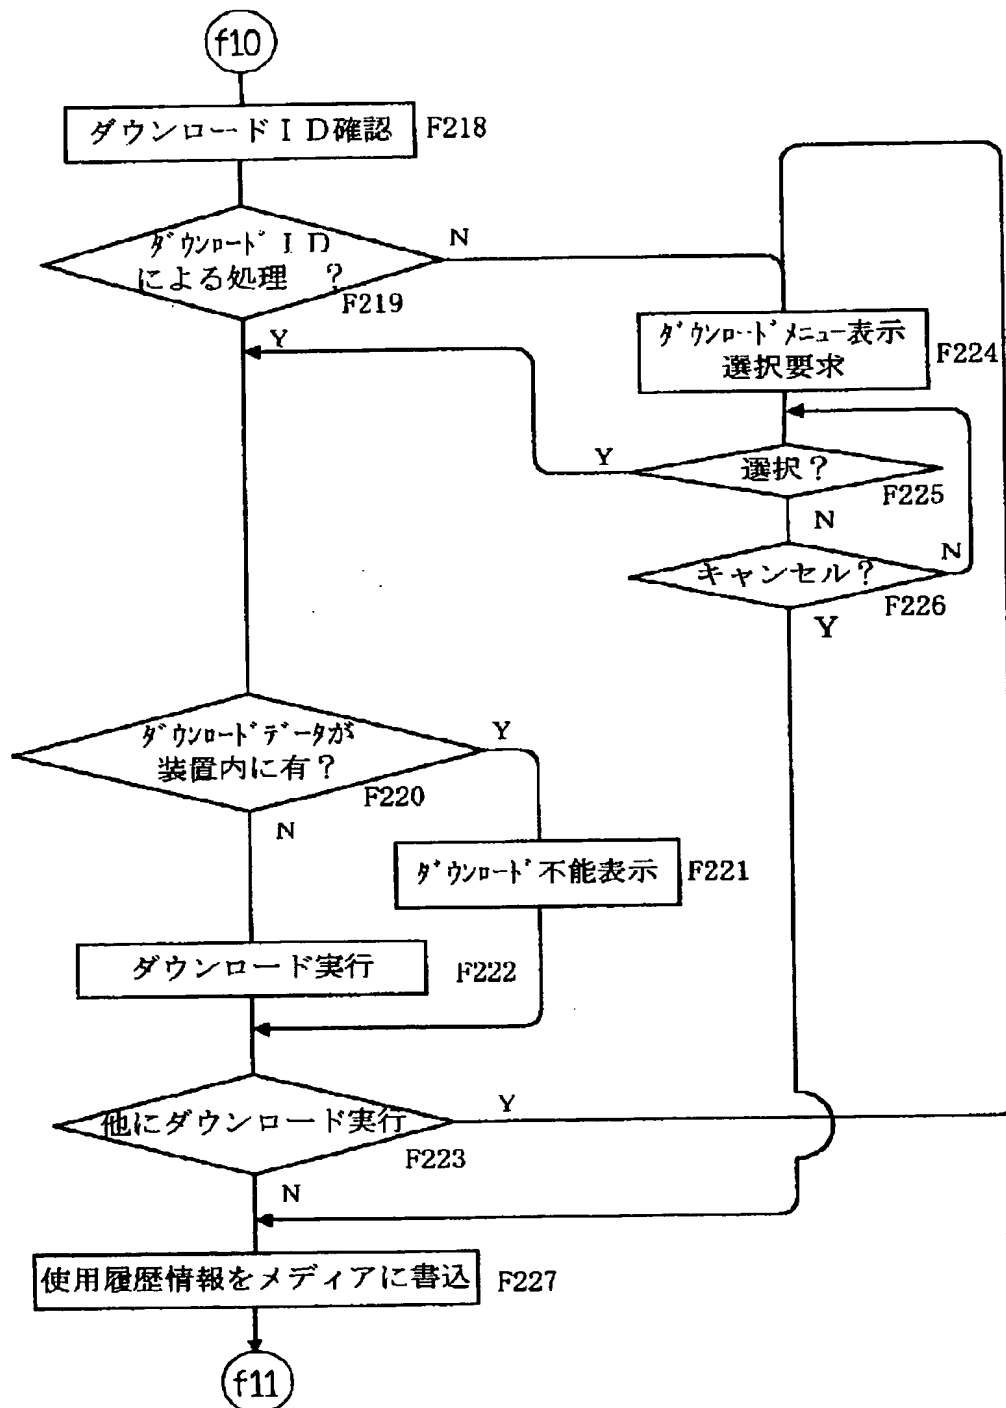 f10
ダウンロードID確認
F218
ダウンロードID
による処理 ?
F219
N
Y
ダウンロードメニュー表示
選択要求
F224
選択?
F225
Y
N
キャンセル?
F226
N
Y
ダウンロードデータが
装置内に有?
F220
Y
N
ダウンロード不能表示
F221
ダウンロード実行
F222
他にダウンロード実行
F223
Y
N
使用履歴情報をメディアに書込
F227
f11